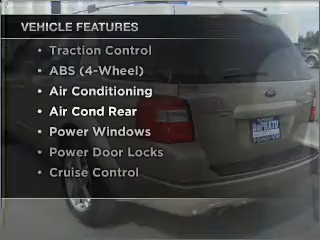 VEHICLE FEATURES
• Traction Control
• ABS (4-Wheel)
• Air Conditioning
• Air Cond Rear
• Power Windows
• Power Door Locks
• Cruise Control